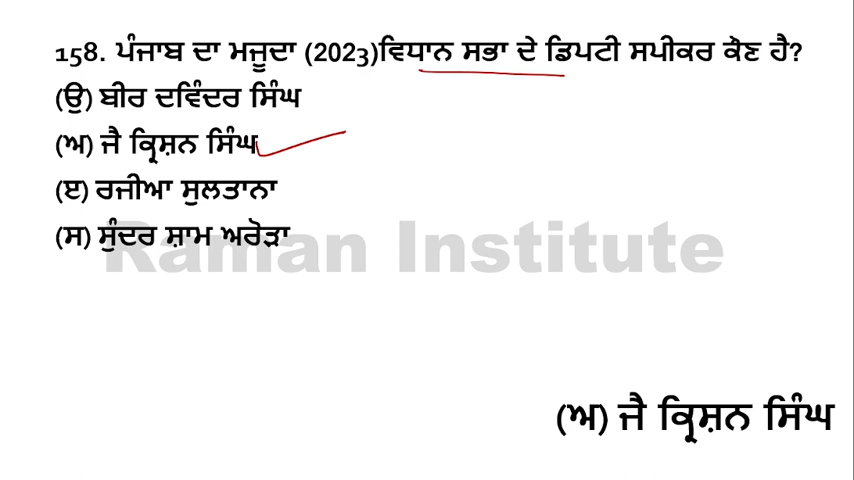 158. ਪੰਜਾਬ ਦਾ ਮਜੂਦਾ (2023)ਵਿਧਾਨ ਸਭਾ ਦੇ ਡਿਪਟੀ ਸਪੀਕਰ ਕੋਣ ਹੈ?
(ੳ) ਬੀਰ ਦਵਿੰਦਰ ਸਿੰਘ
(ਅ) ਜੈ ਕ੍ਰਿਸ਼ਨ ਸਿੰਘ
(ੲ) ਰਜੀਆ ਸੁਲਤਾਨਾ
(ਸ) ਸੁੰਦਰ ਸ਼ਾਮ ਅਰੋੜਾ
Raman Institute
(ਅ) ਜੈ ਕ੍ਰਿਸ਼ਨ ਸਿੰਘ